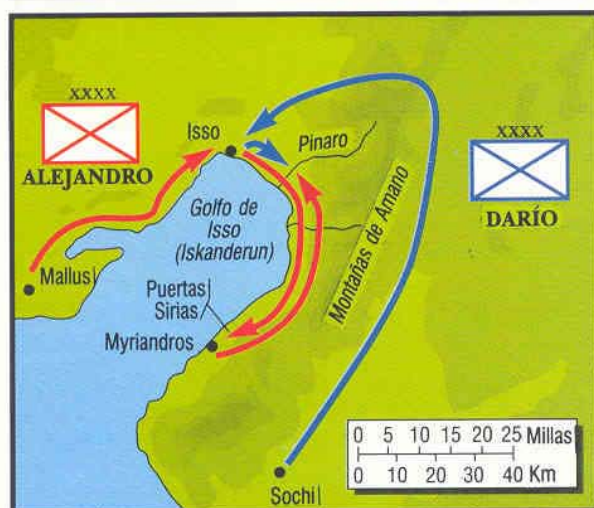 XXXX
ALEJANDRO
XXXX
DARÍO
Isso
Pinaro
Golfo de
Isso
(Iskanderun)
Montañas de Amano
Mallus
Puertas
Sirias
Myriandros
Sochi
0 5 10 15 20 25 Millas
0 10 20 30 40 Km